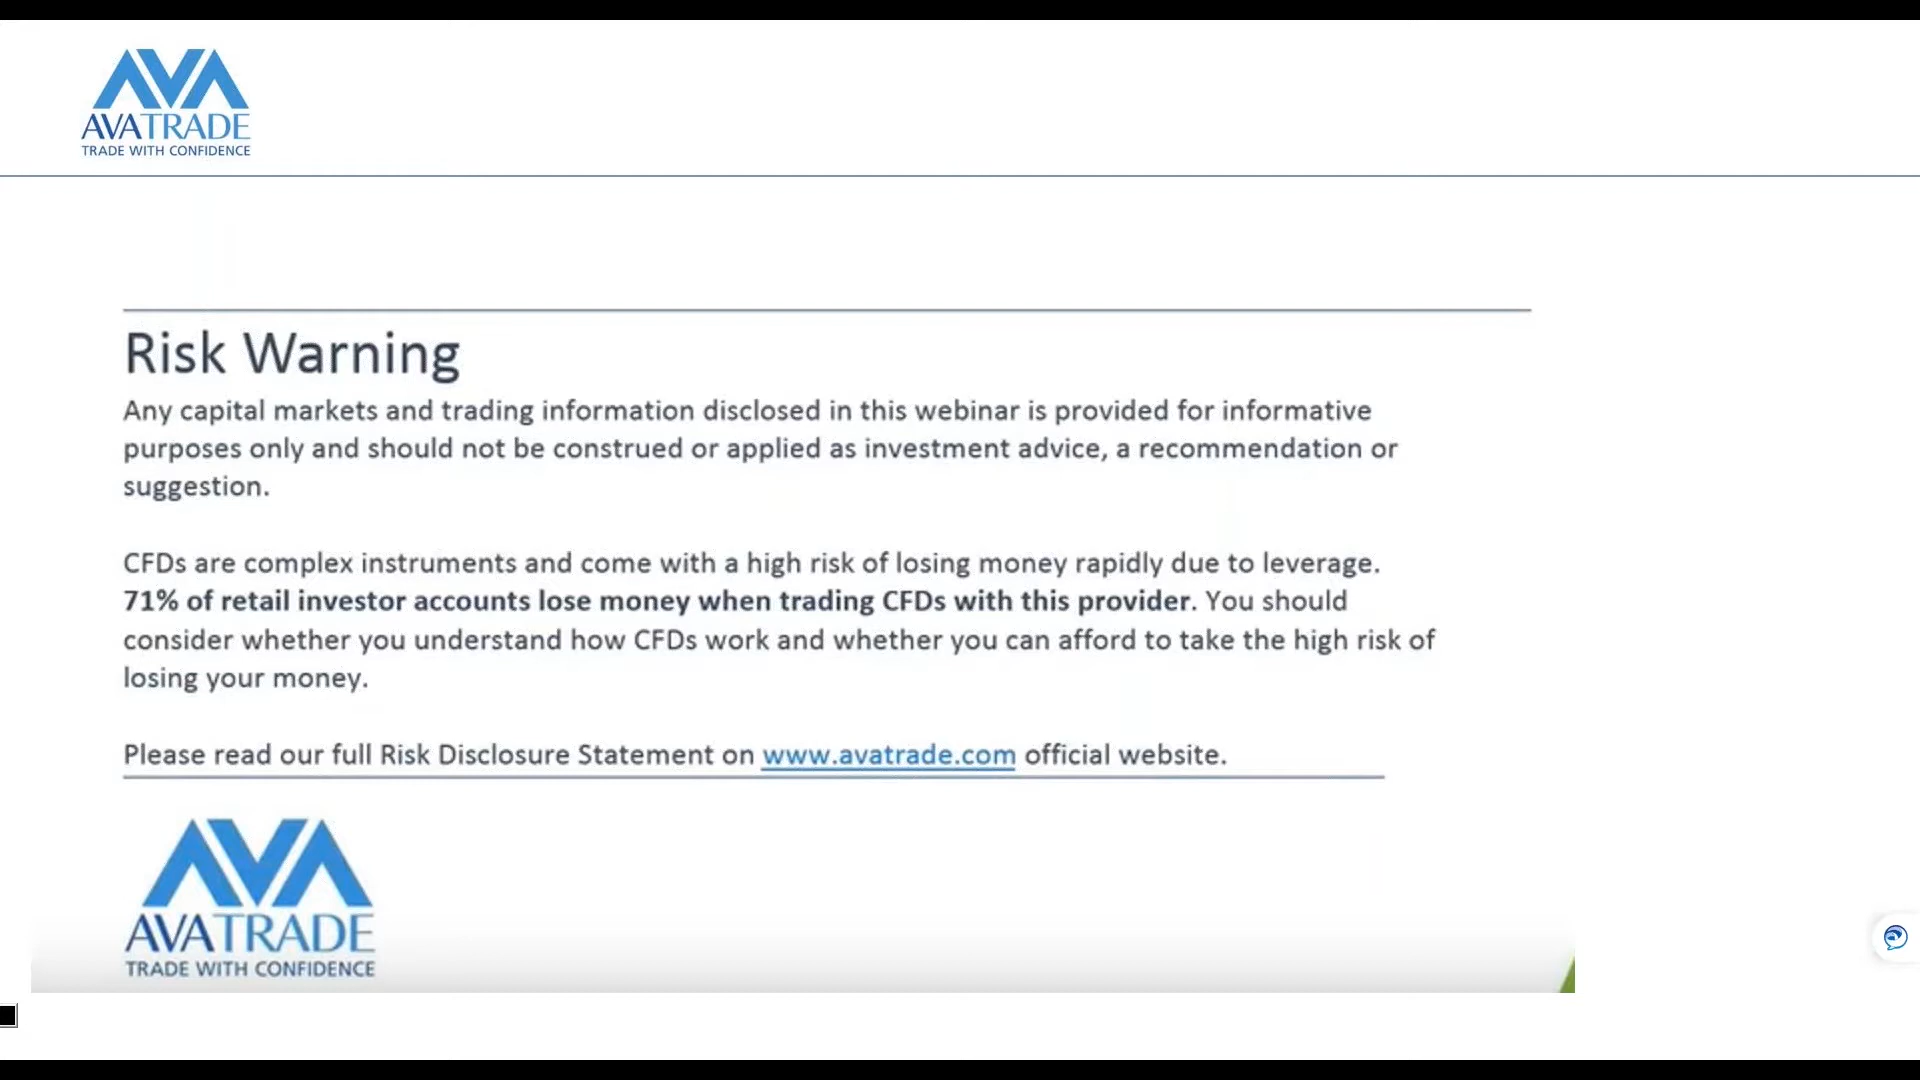 AVATRADE
TRADE WITH CONFIDENCE
Risk Warning
Any capital markets and trading information disclosed in this webinar is provided for informative
purposes only and should not be construed or applied as investment advice, a recommendation or
suggestion.
CFDs are complex instruments and come with a high risk of losing money rapidly due to leverage.
71% of retail investor accounts lose money when trading CFDs with this provider. You should
consider whether you understand how CFDs work and whether you can afford to take the high risk of
losing your money.
Please read our full Risk Disclosure Statement on www.avatrade.com official website.
AVATRADE
TRADE WITH CONFIDENCE